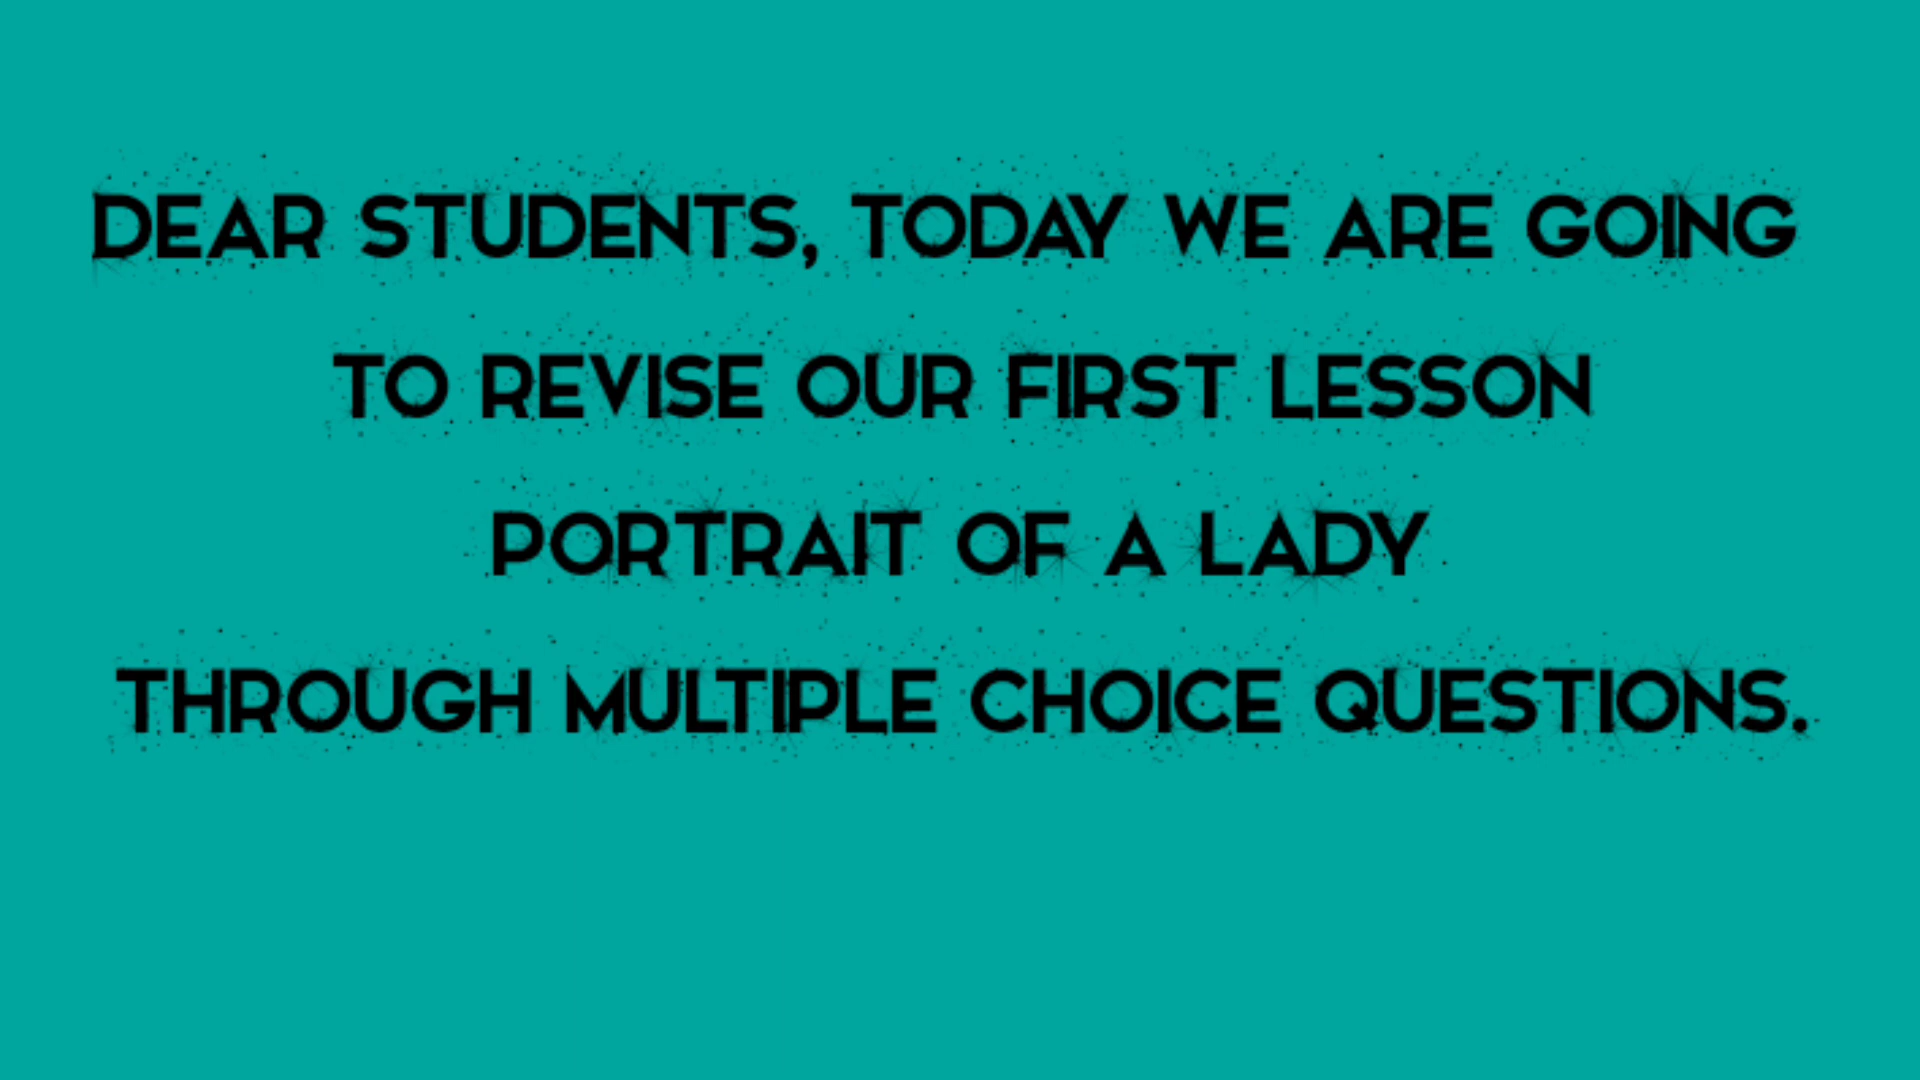 DEAR STUDENTS, TODAY WE ARE GOING
TO REVISE OUR FIRST LESSON
PORTRAIT OF A LADY
THROUGH MULTIPLE CHOICE QUESTIONS.